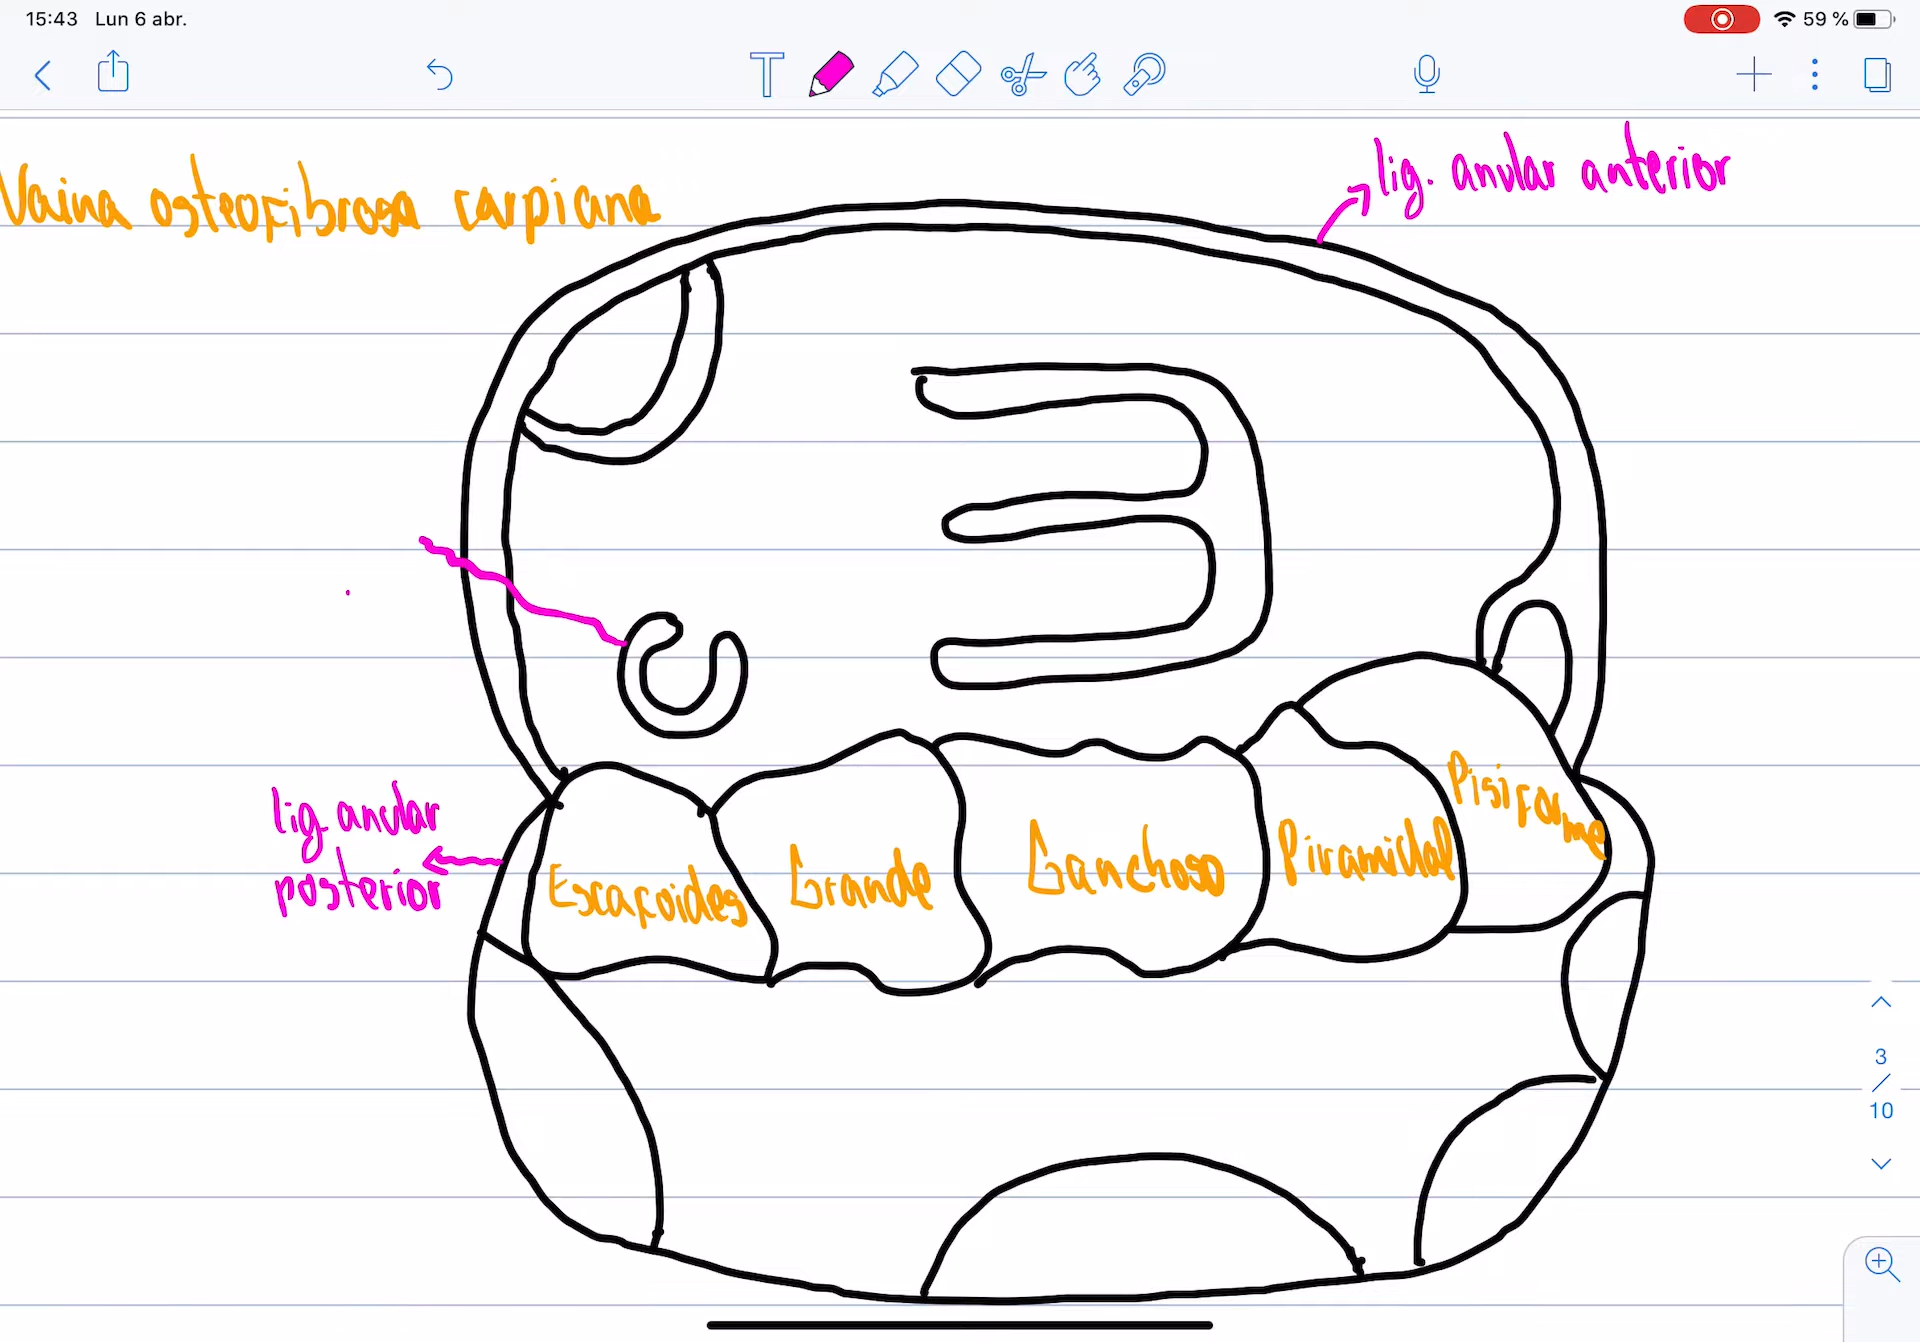 15:43 Lun 6 abr.
59 %
Vaina osteofibrosa carpiana
lig. anular anterior
lig. anular
posterior
Escafoides
Grande
Ganchoso
Piramidal
Pisiforme
3
/
10